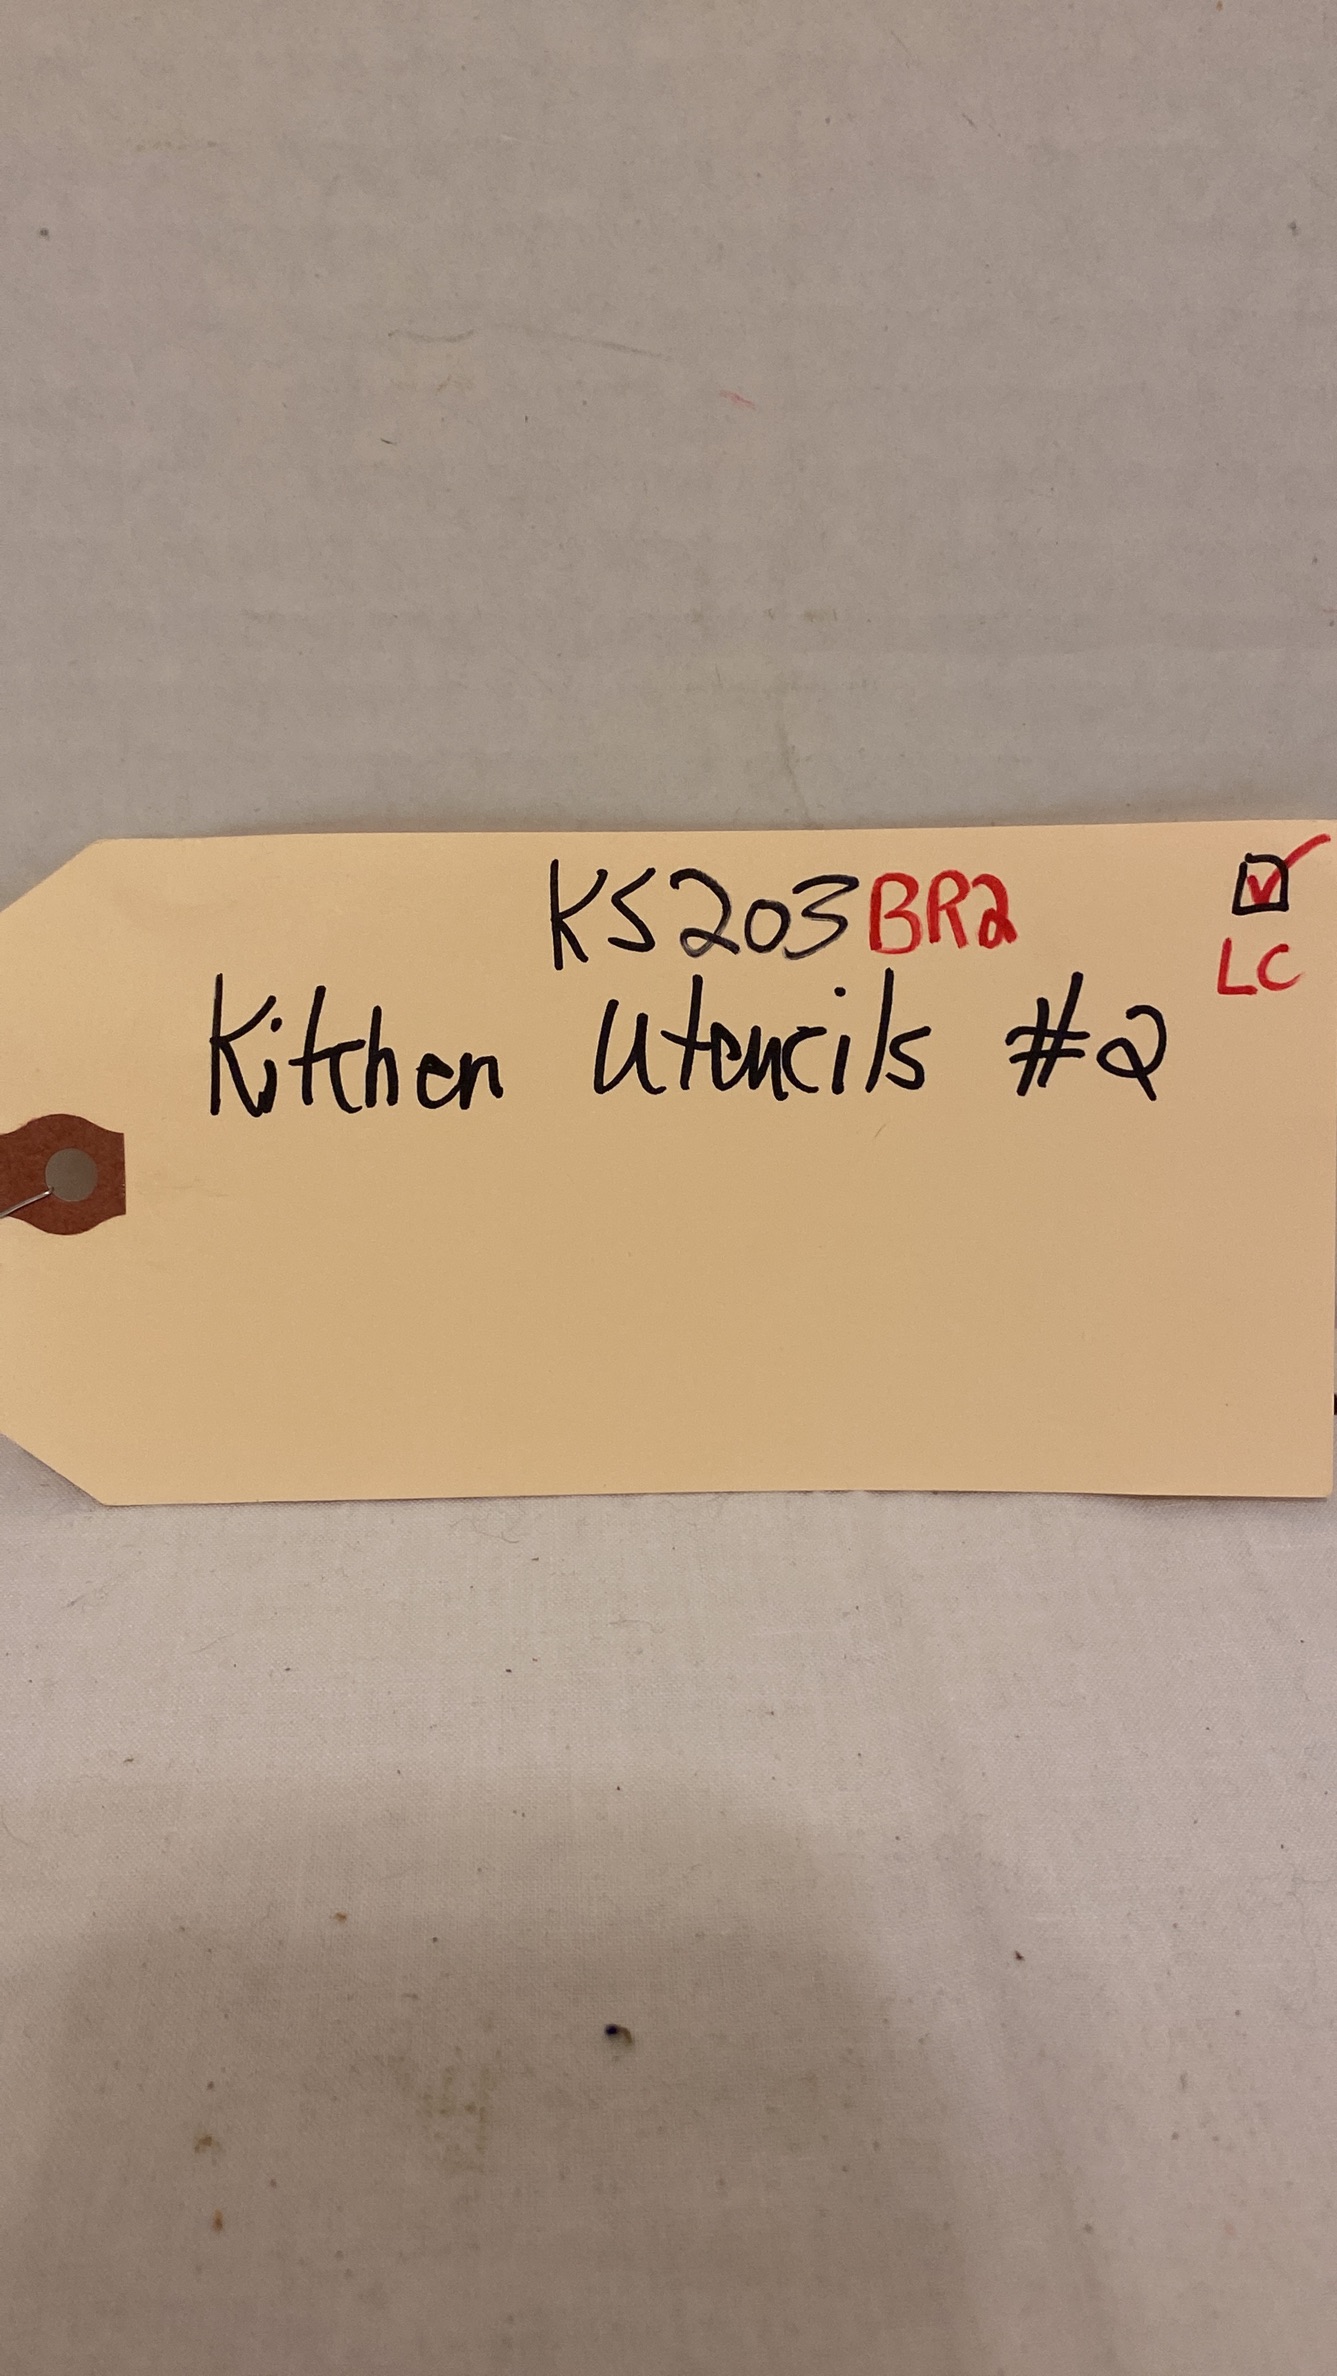 KS203BR2 ☑
LC
Kitchen Utencils #2